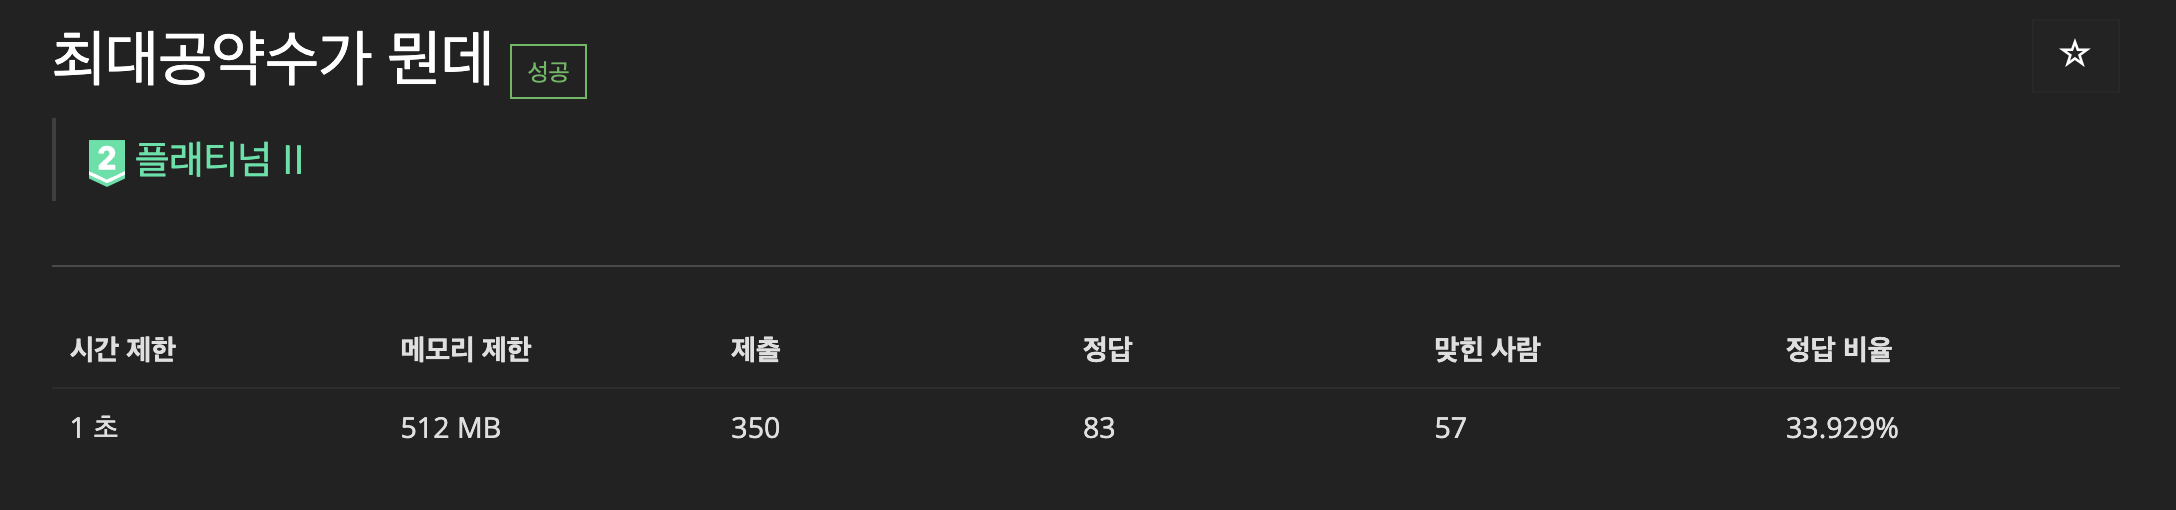 최대공약수가 뭔데 성공
2 플래티넘 II
시간 제한 메모리 제한 제출 정답 맞힌 사람 정답 비율
1 초 512 MB 350 83 57 33.929%